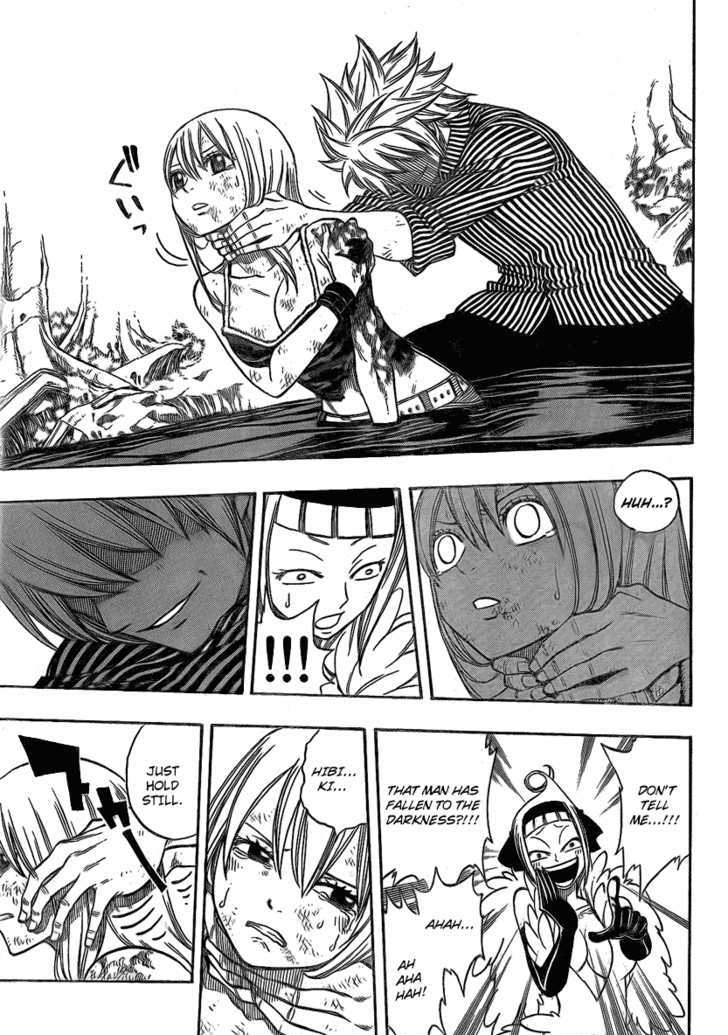 ぐいっ
HUH...?
!!!
DON'T
TELL
ME...!!!
THAT MAN HAS
FALLEN TO THE
DARKNESS?!!!
AHAH...
AH
AHA
HAH!
HIBI...
KI...
JUST
HOLD
STILL.